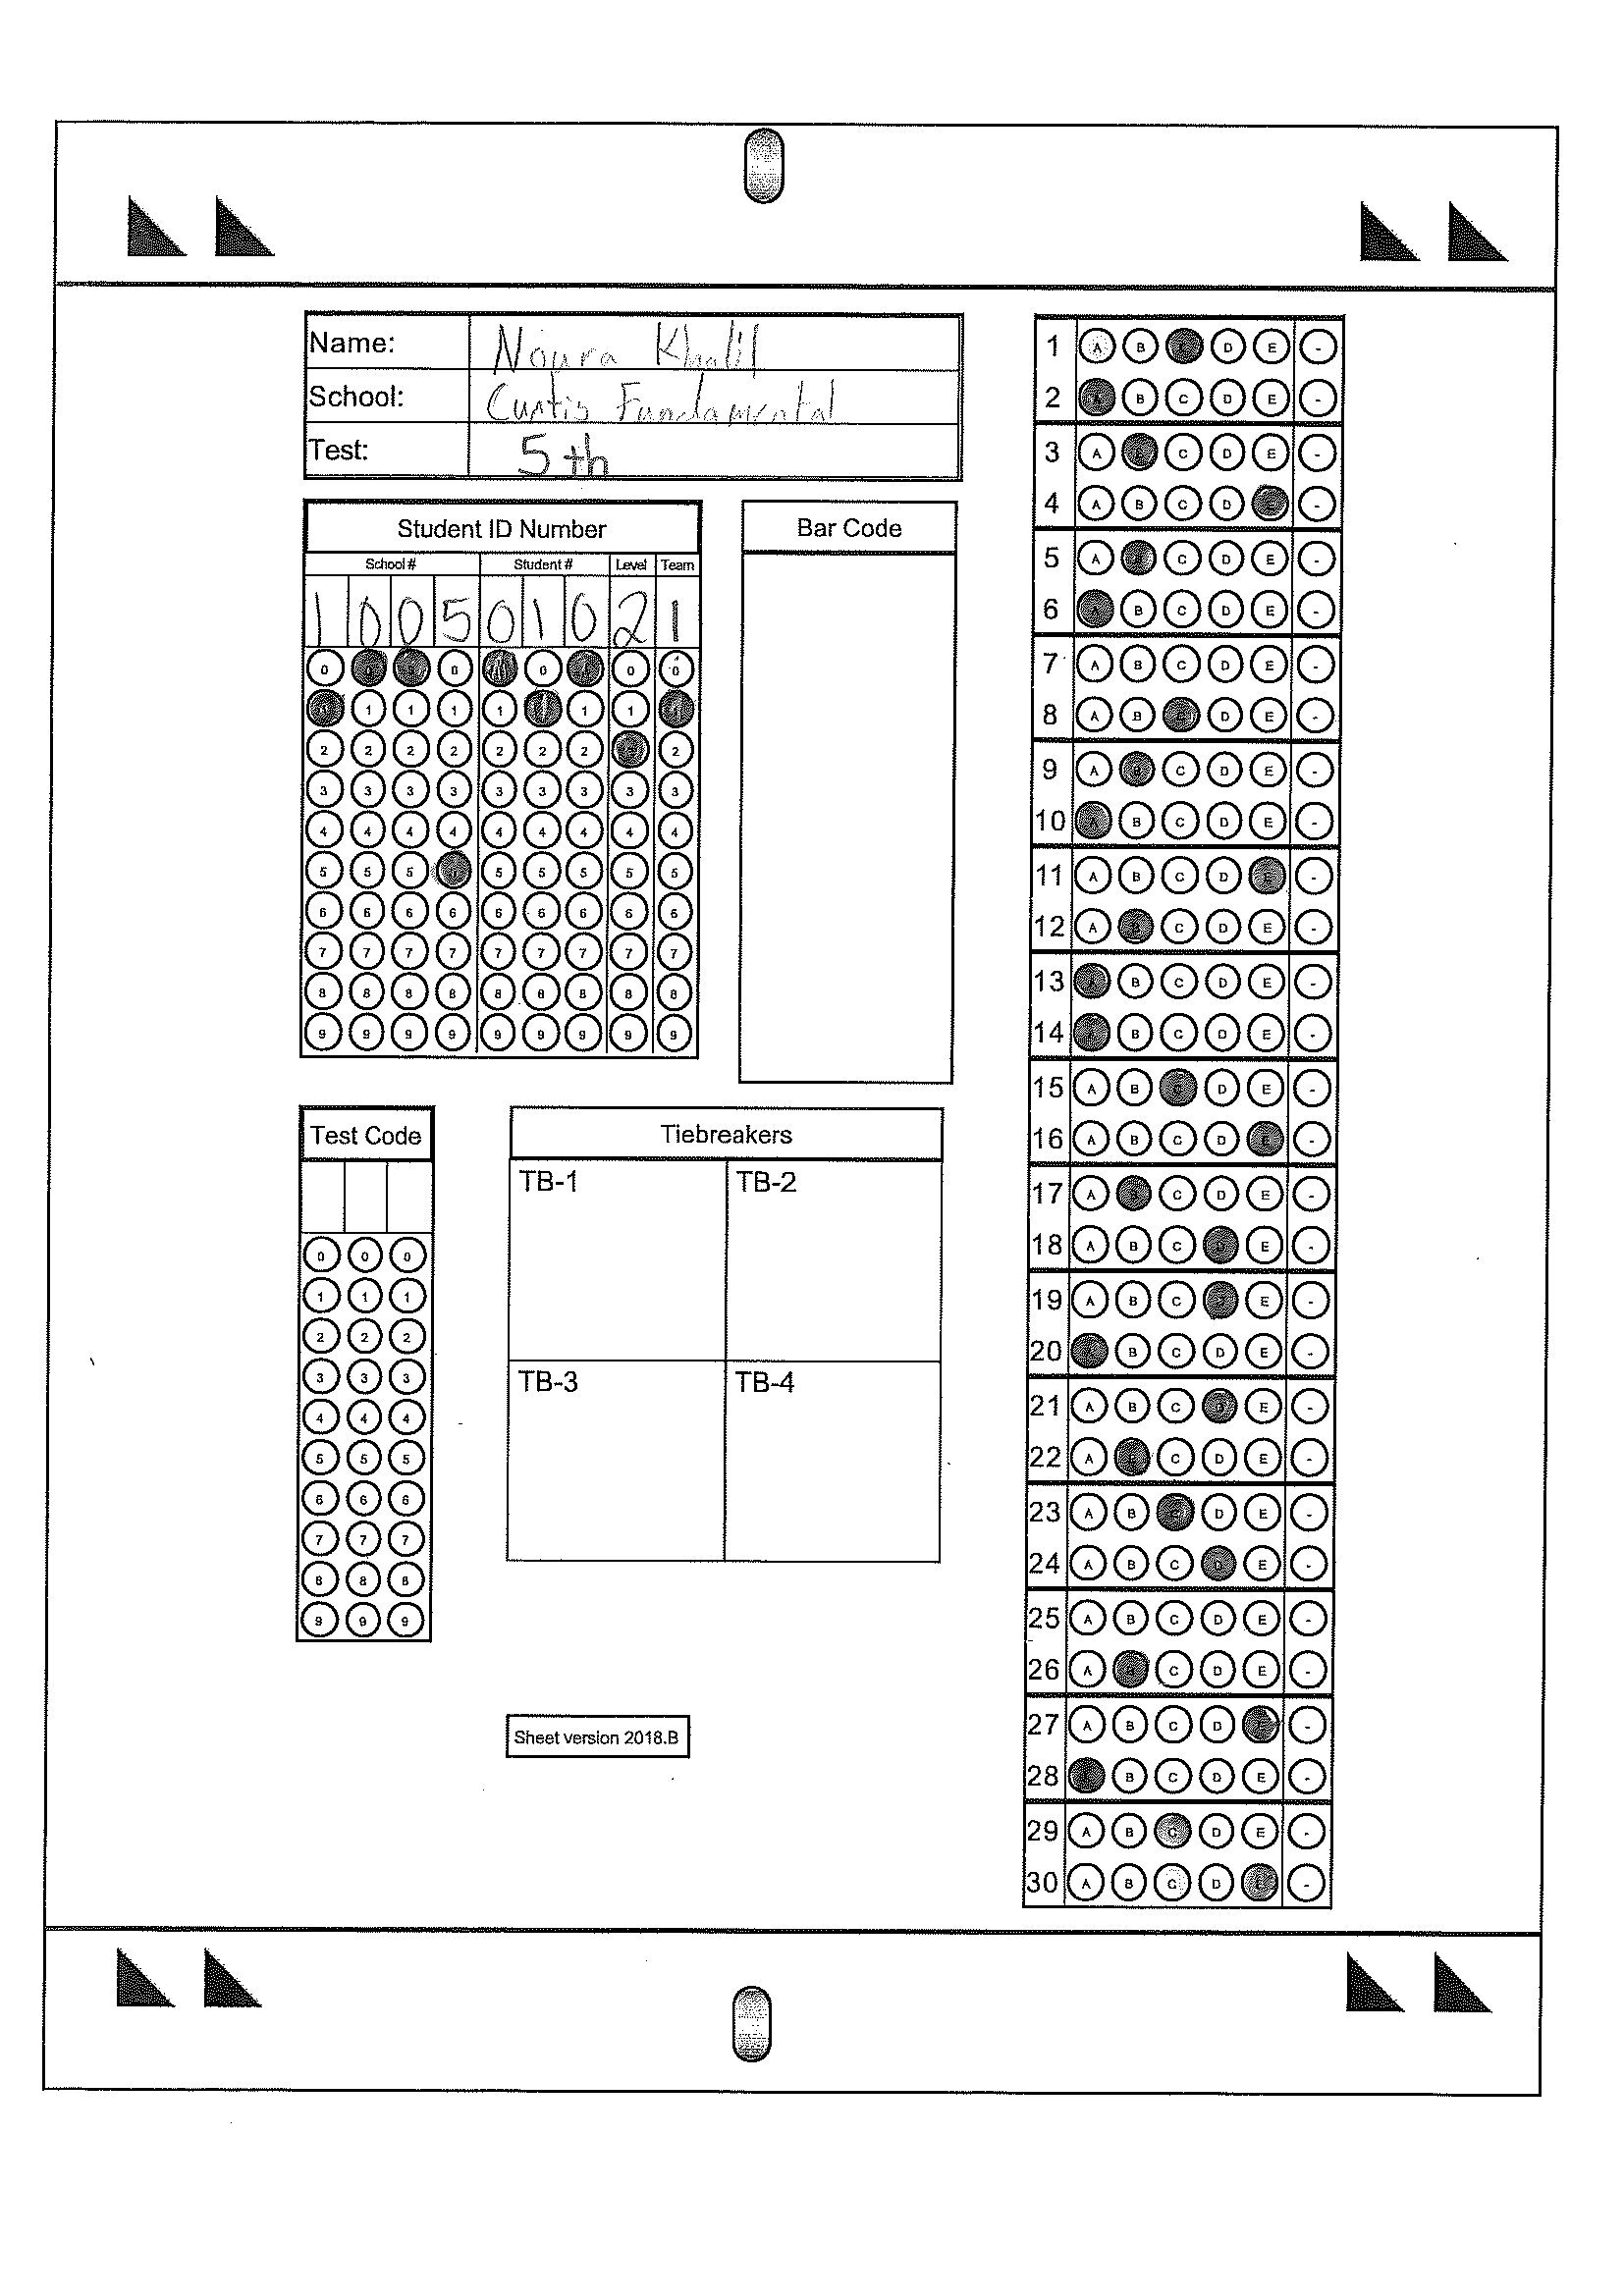 Name: Noura Khalil
School: Curtis Fundamental
Test: 5th
Student ID Number
School # Student # Level Team
1 0 0 5 0 1 0 2 1
0 0 0 0 0 0 0 0 0
1 1 1 1 1 1 1 1 1
2 2 2 2 2 2 2 2 2
3 3 3 3 3 3 3 3 3
4 4 4 4 4 4 4 4 4
5 5 5 5 5 5 5 5 5
6 6 6 6 6 6 6 6 6
7 7 7 7 7 7 7 7 7
8 8 8 8 8 8 8 8 8
9 9 9 9 9 9 9 9 9
Bar Code
Test Code
0 0 0
1 1 1
2 2 2
3 3 3
4 4 4
5 5 5
6 6 6
7 7 7
8 8 8
9 9 9
Tiebreakers
TB-1 TB-2
TB-3 TB-4
Sheet version 2018.B
1 A B C D E -
2 A B C D E -
3 A B C D E -
4 A B C D E -
5 A B C D E -
6 A B C D E -
7 A B C D E -
8 A B C D E -
9 A B C D E -
10 A B C D E -
11 A B C D E -
12 A B C D E -
13 A B C D E -
14 A B C D E -
15 A B C D E -
16 A B C D E -
17 A B C D E -
18 A B C D E -
19 A B C D E -
20 A B C D E -
21 A B C D E -
22 A B C D E -
23 A B C D E -
24 A B C D E -
25 A B C D E -
26 A B C D E -
27 A B C D E -
28 A B C D E -
29 A B C D E -
30 A B C D E -